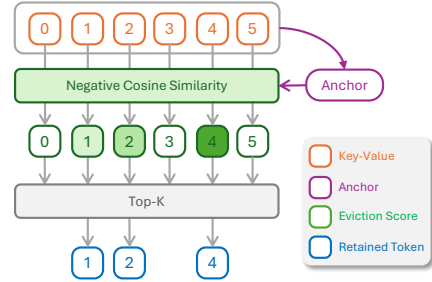 0 1 2 3 4 5
Negative Cosine Similarity
Anchor
0 1 2 3 4 5
Top-K
1 2 4
Key-Value
Anchor
Eviction Score
Retained Token